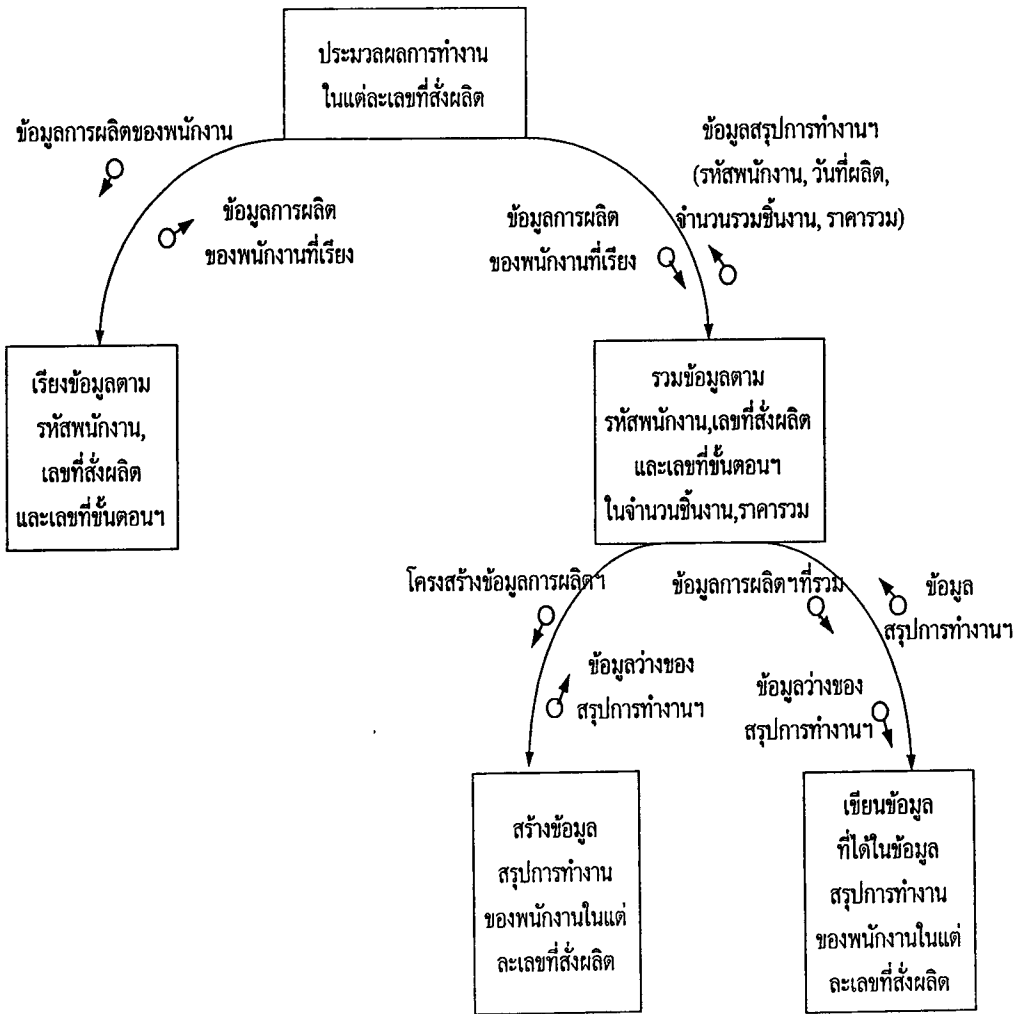 ประมวลผลการทำงาน
ในแต่ละเลขที่สั่งผลิต
ข้อมูลการผลิตของพนักงาน
ข้อมูลการผลิต
ของพนักงานที่เรียง
ข้อมูลการผลิต
ของพนักงานที่เรียง
ข้อมูลสรุปการทำงานฯ
(รหัสพนักงาน, วันที่ผลิต,
จำนวนรวมชิ้นงาน, ราคารวม)
เรียงข้อมูลตาม
รหัสพนักงาน,
เลขที่สั่งผลิต
และเลขที่ขั้นตอนฯ
รวมข้อมูลตาม
รหัสพนักงาน,เลขที่สั่งผลิต
และเลขที่ขั้นตอนฯ
ในจำนวนชิ้นงาน,ราคารวม
โครงสร้างข้อมูลการผลิตฯ
ข้อมูลว่างของ
สรุปการทำงานฯ
ข้อมูลการผลิตฯที่รวม
ข้อมูล
สรุปการทำงานฯ
ข้อมูลว่างของ
สรุปการทำงานฯ
สร้างข้อมูล
สรุปการทำงาน
ของพนักงานในแต่
ละเลขที่สั่งผลิต
เขียนข้อมูล
ที่ได้ในข้อมูล
สรุปการทำงาน
ของพนักงานในแต่
ละเลขที่สั่งผลิต